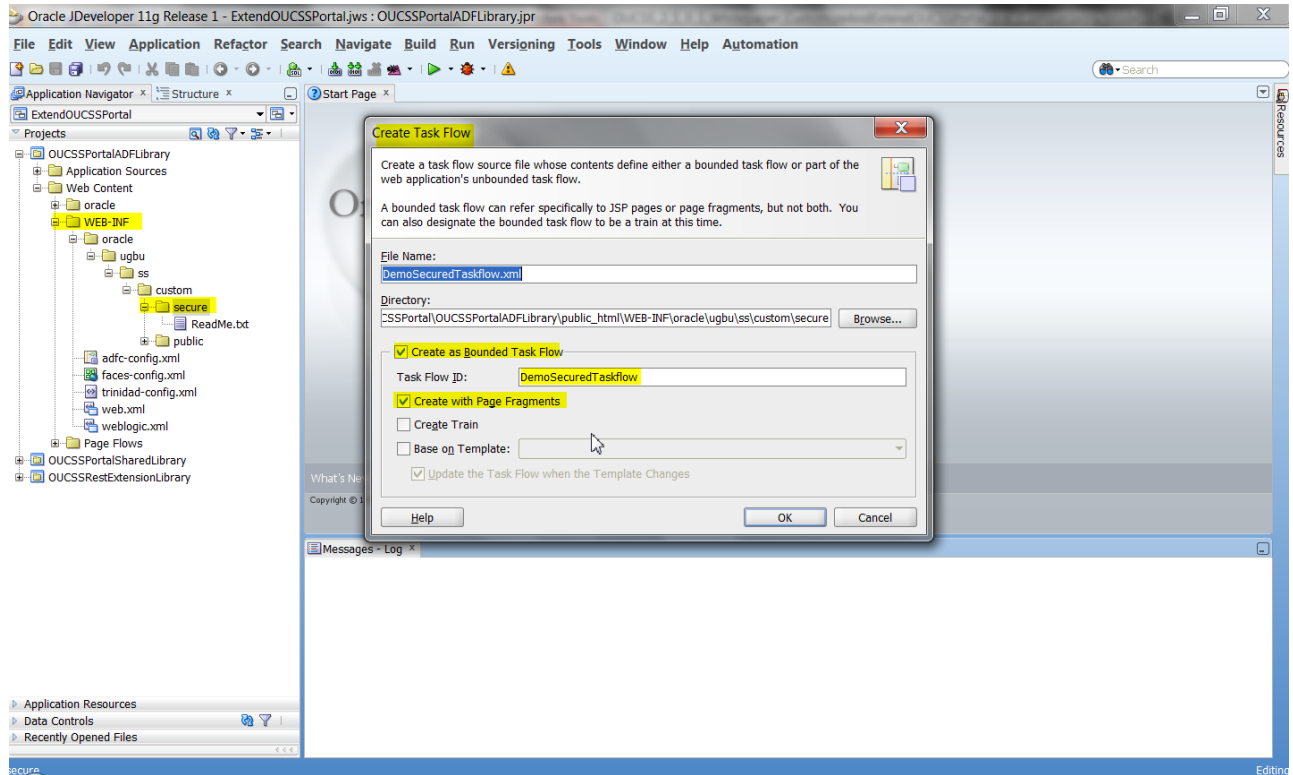 Oracle JDeveloper 11g Release 1 - ExtendOUCSSPortal.jws : OUCSSPortalADFLibrary.jpr
File Edit View Application Refactor Search Navigate Build Run Versioning Tools Window Help Automation
Search
Application Navigator Structure
Start Page
Resources
ExtendOUCSSPortal
Projects
OUCSSPortalADFLibrary
Application Sources
Web Content
oracle
WEB-INF
oracle
ugbu
ss
custom
secure
ReadMe.txt
public
adfc-config.xml
faces-config.xml
trinidad-config.xml
web.xml
weblogic.xml
Page Flows
OUCSSPortalSharedLibrary
OUCSSRestExtensionLibrary
Application Resources
Data Controls
Recently Opened Files
What's Ne
Copyright © 1
Create Task Flow
Create a task flow source file whose contents define either a bounded task flow or part of the
web application's unbounded task flow.
A bounded task flow can refer specifically to JSP pages or page fragments, but not both. You
can also designate the bounded task flow to be a train at this time.
File Name:
DemoSecuredTaskflow.xml
Directory:
CSSPortal\OUCSSPortalADFLibrary\public_html\WEB-INF\oracle\ugbu\ss\custom\secure
Browse...
Create as Bounded Task Flow
Task Flow ID: DemoSecuredTaskflow
Create with Page Fragments
Create Train
Base on Template:
Update the Task Flow when the Template Changes
Help OK Cancel
Messages - Log
secure
Editing